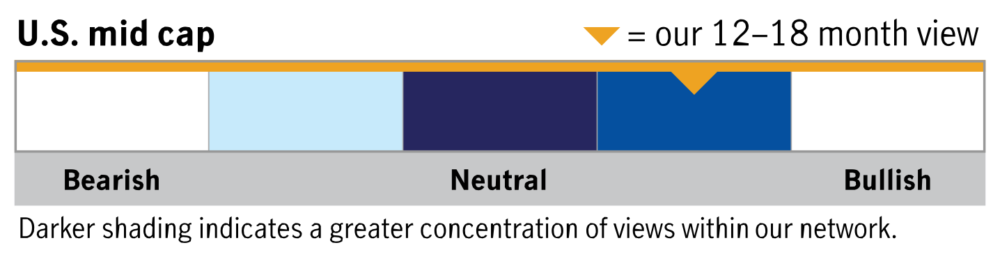 U.S. mid cap
= our 12–18 month view
Bearish
Neutral
Bullish
Darker shading indicates a greater concentration of views within our network.